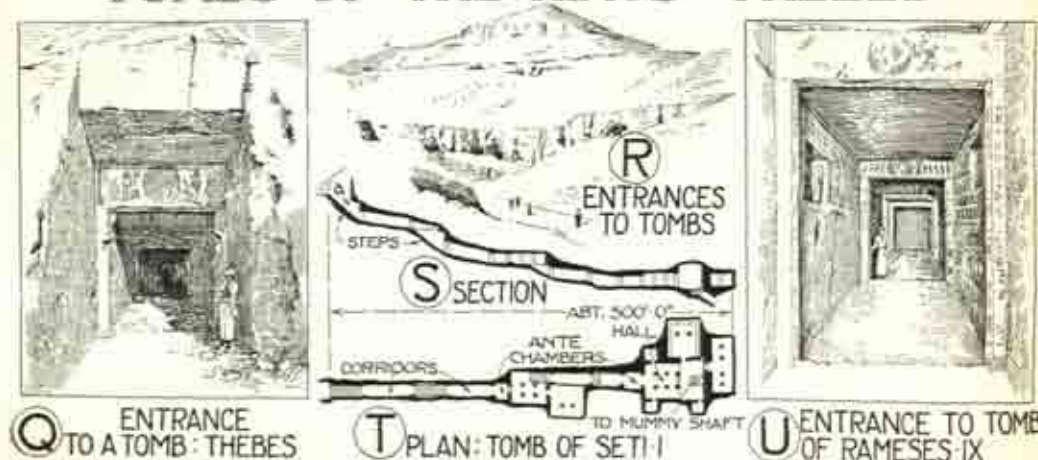 Q ENTRANCE
TO A TOMB: THEBES
R
ENTRANCES
TO TOMBS
a
STEPS
S SECTION
ABT. 500' 0"
HALL
ANTE
CHAMBERS
CORRIDORS
TO MUMMY SHAFT
T PLAN: TOMB OF SETI·I
U ENTRANCE TO TOMB
OF RAMESES·IX